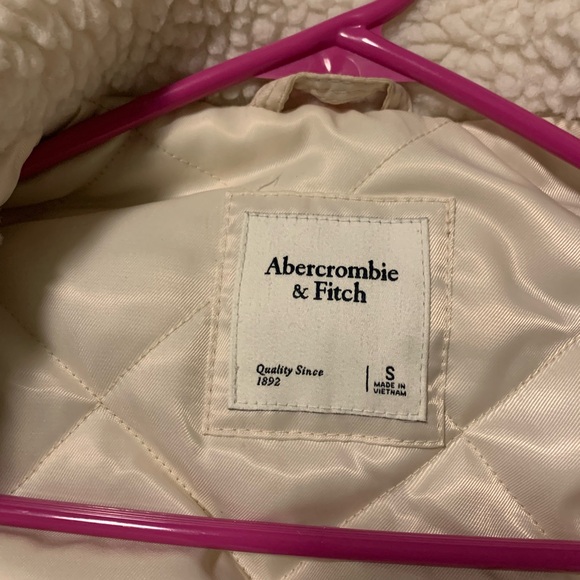 Abercrombie
& Fitch
Quality Since
1892
S
MADE IN
VIETNAM